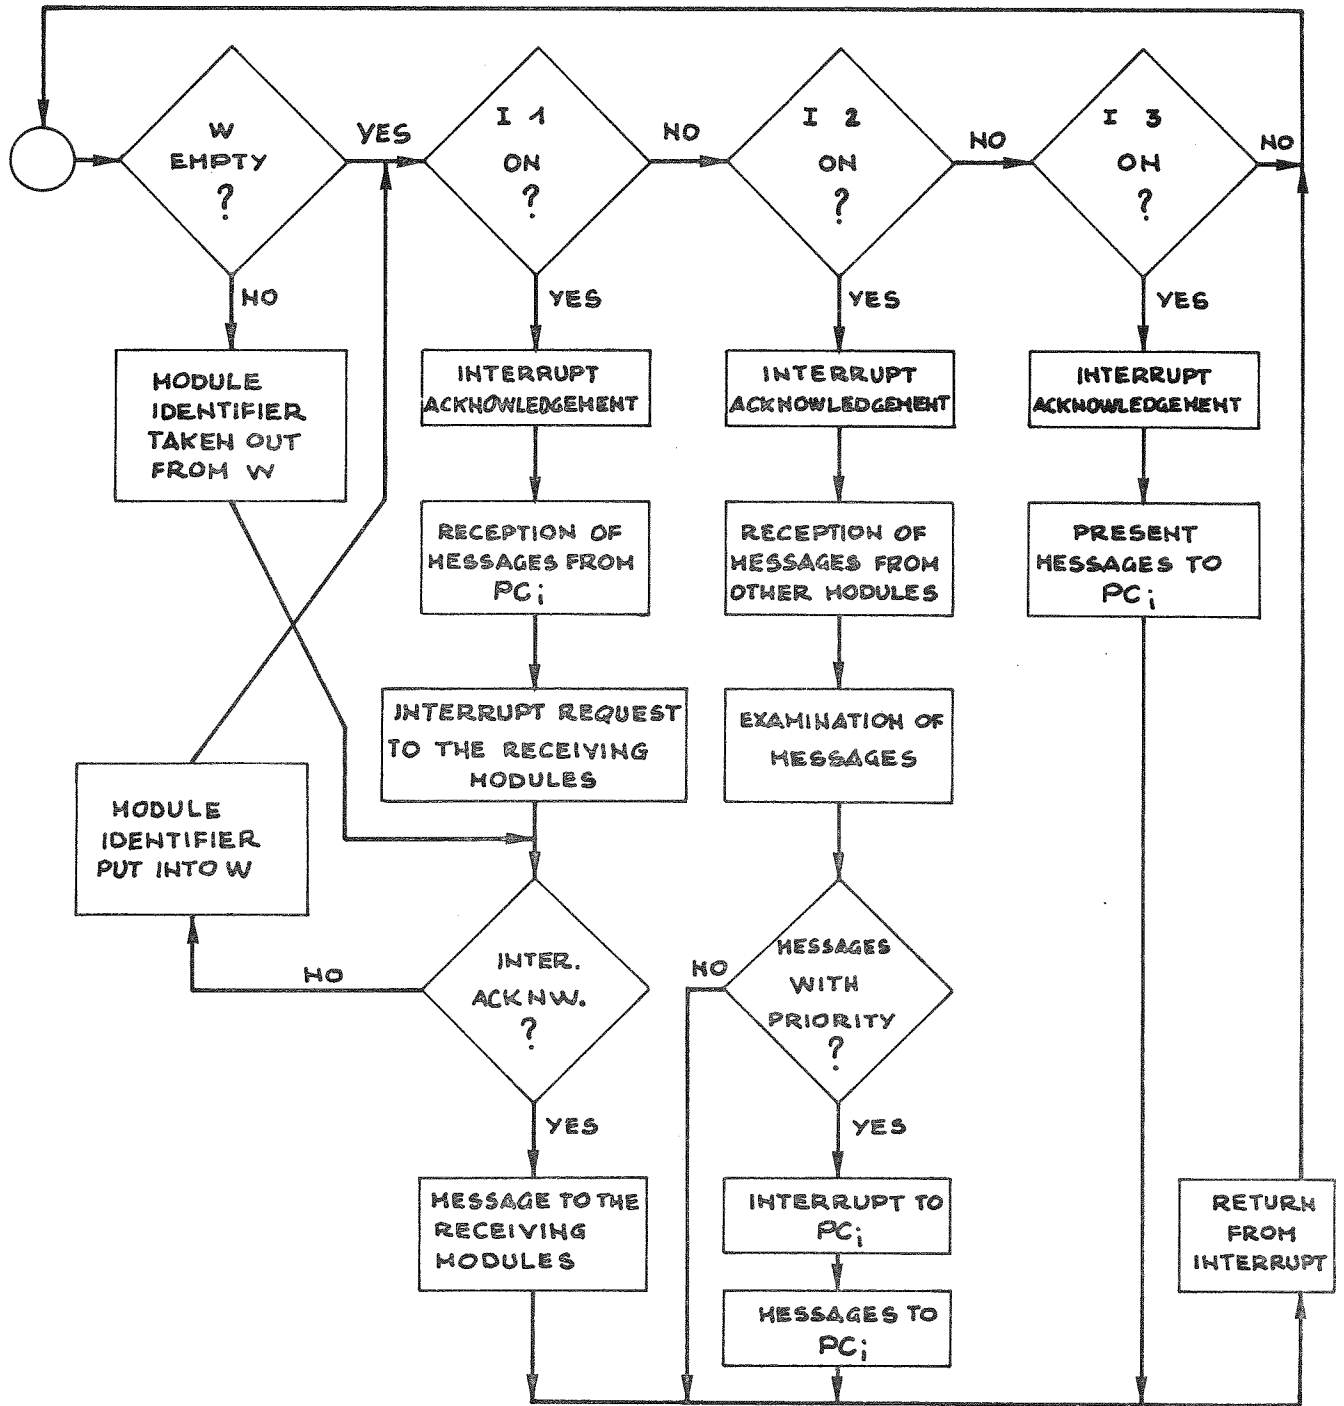 W
EMPTY
?
YES
NO
I 1
ON
?
NO
YES
I 2
ON
?
NO
YES
I 3
ON
?
NO
YES
MODULE
IDENTIFIER
TAKEN OUT
FROM W
INTERRUPT
ACKNOWLEDGEMENT
INTERRUPT
ACKNOWLEDGEMENT
INTERRUPT
ACKNOWLEDGEMENT
RECEPTION OF
MESSAGES FROM
PCi
RECEPTION OF
MESSAGES FROM
OTHER MODULES
PRESENT
MESSAGES TO
PCi
INTERRUPT REQUEST
TO THE RECEIVING
MODULES
EXAMINATION OF
MESSAGES
MODULE
IDENTIFIER
PUT INTO W
INTER.
ACKNW.
?
NO
YES
MESSAGES
WITH
PRIORITY
?
NO
YES
MESSAGE TO THE
RECEIVING
MODULES
INTERRUPT TO
PCi
MESSAGES TO
PCi
RETURN
FROM
INTERRUPT